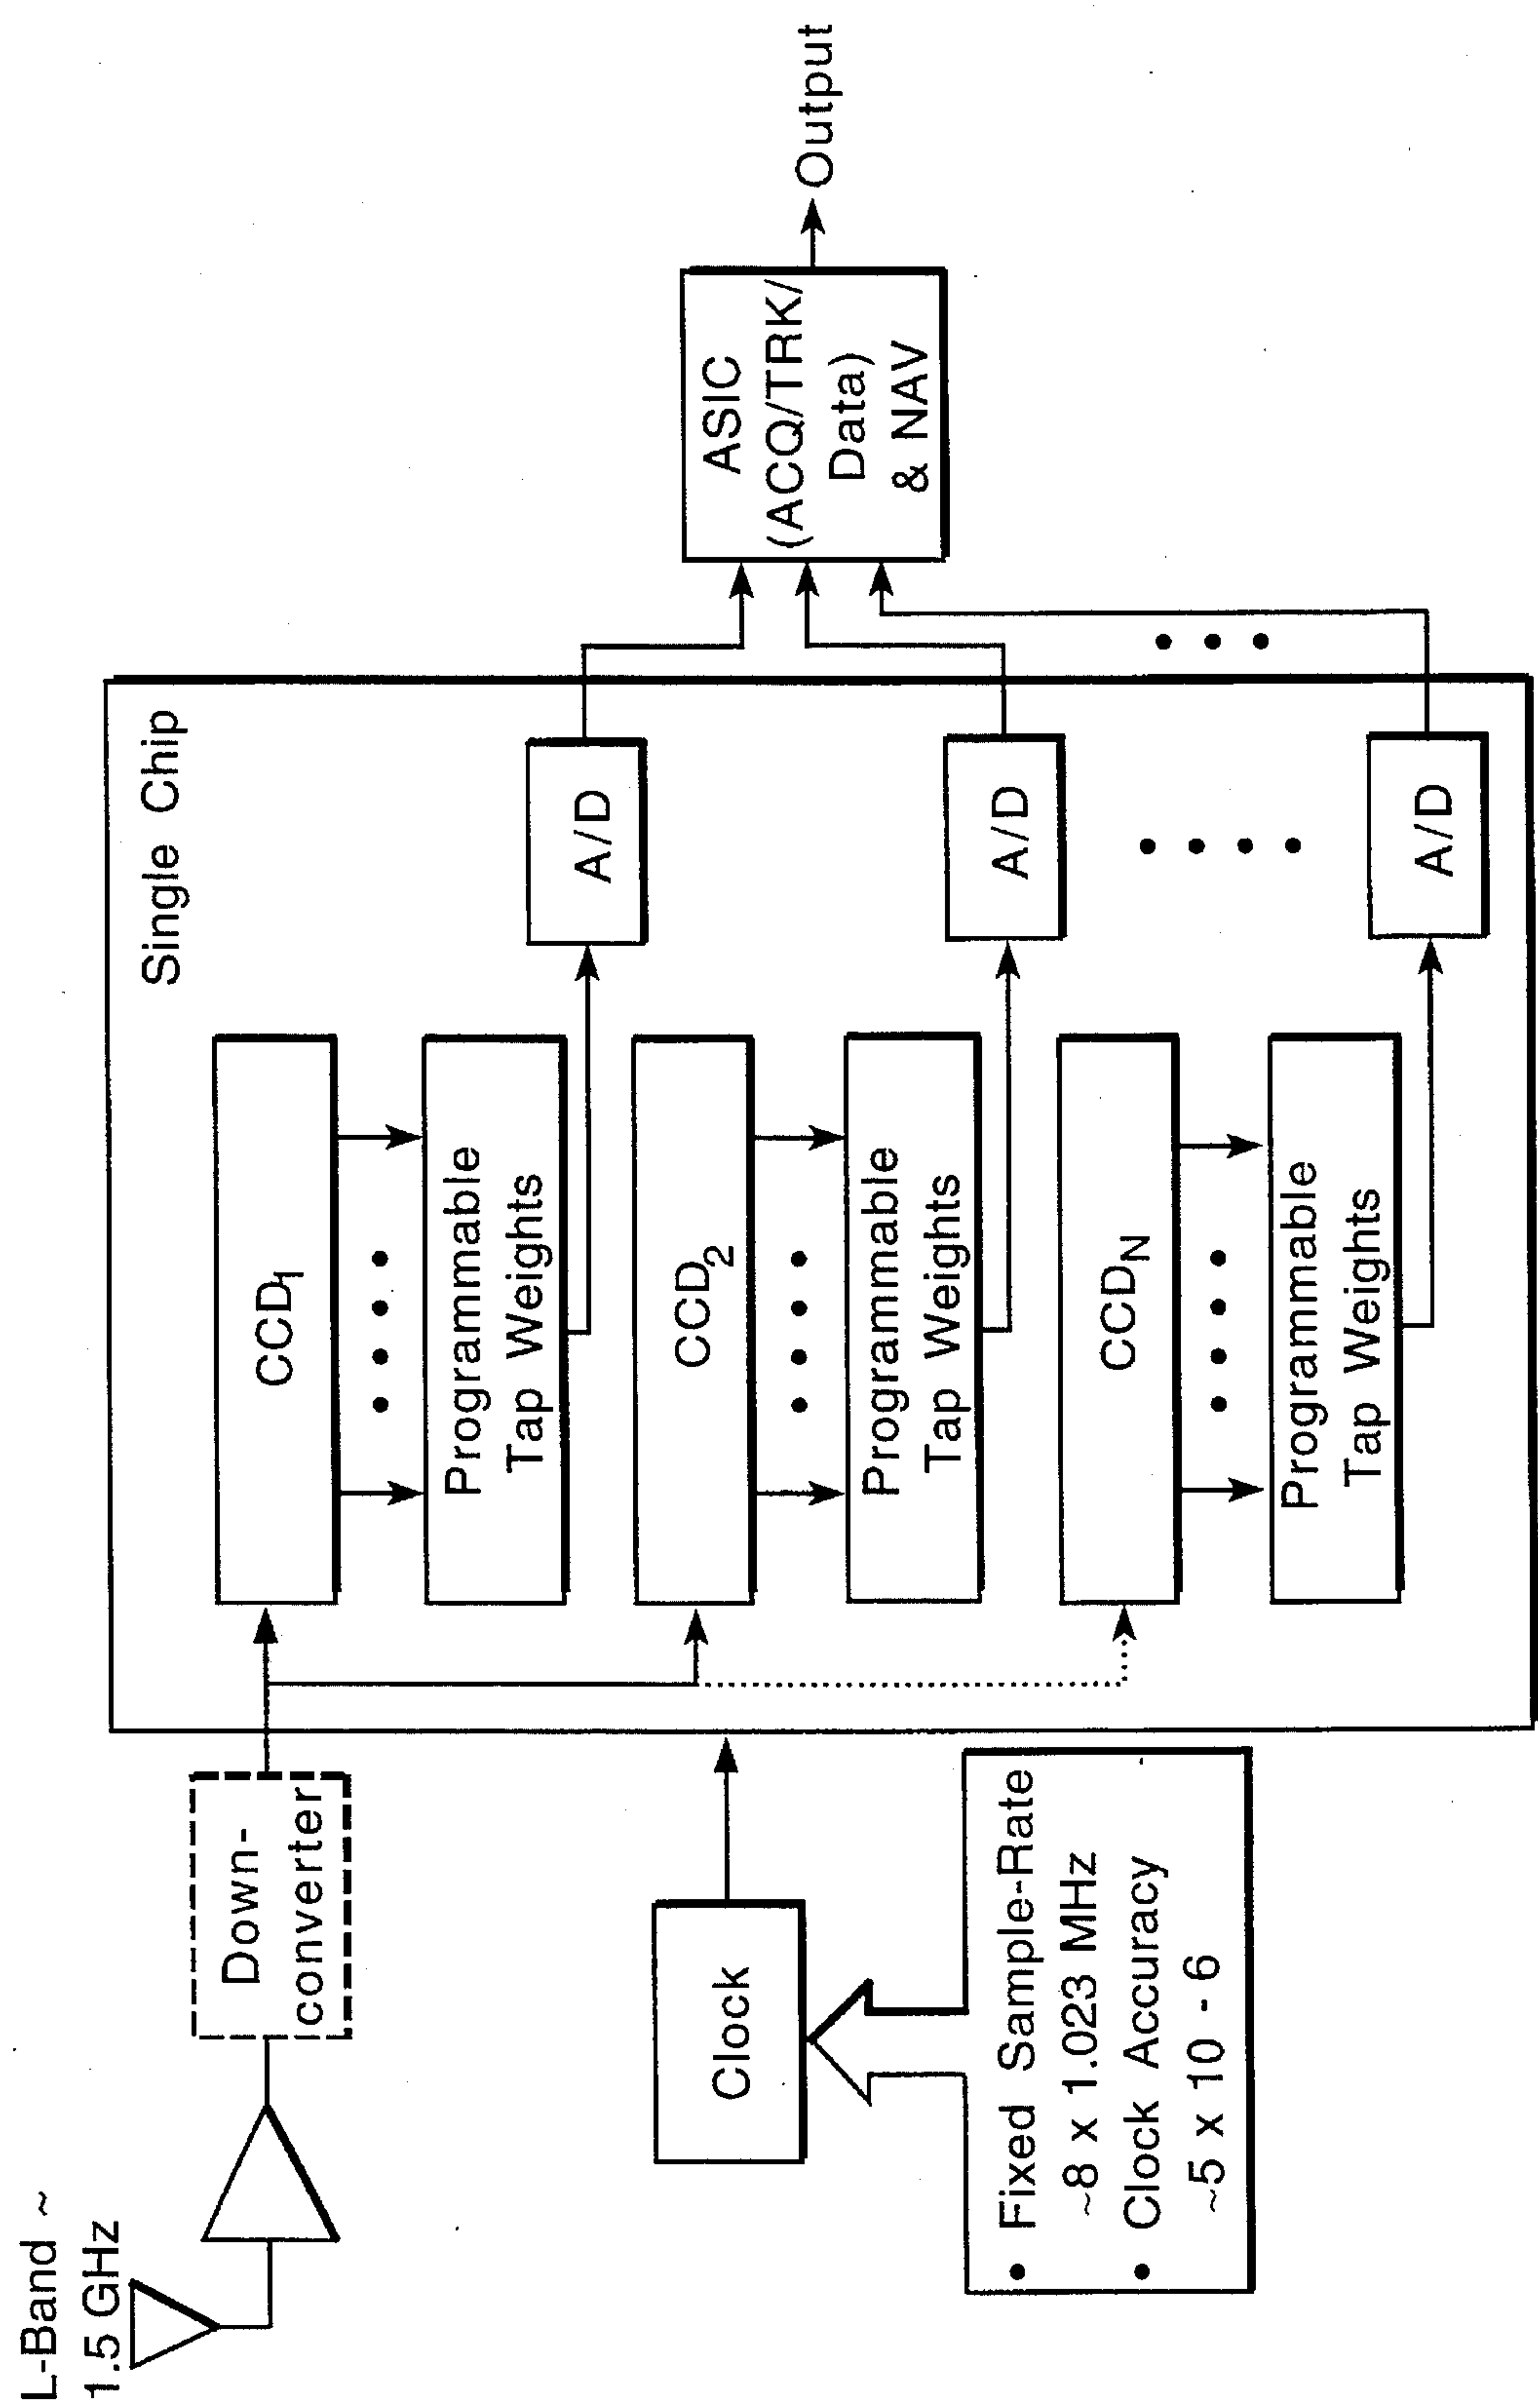 L-Band ~
1.5 GHz
Down-
converter
Clock
• Fixed Sample-Rate
~8 x 1.023 MHz
• Clock Accuracy
~5 x 10 - 6
Single Chip
CCD1
Programmable
Tap Weights
A/D
CCD2
Programmable
Tap Weights
A/D
CCDN
Programmable
Tap Weights
A/D
ASIC
(ACQ/TRK/
Data)
& NAV
Output